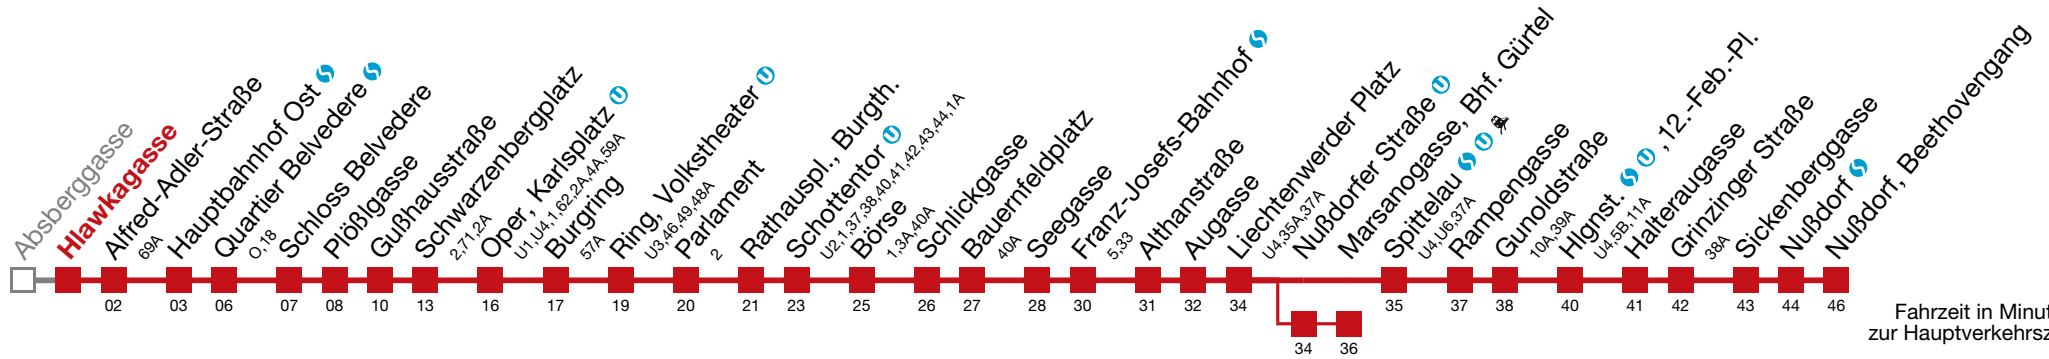 Absberggasse
Hlawkagasse
Alfred-Adler-Straße
69A
Hauptbahnhof Ost
Quartier Belvedere
O,18
Schloss Belvedere
Plößlgasse
Gußhausstraße
Schwarzenbergplatz
2,71,2A
Oper, Karlsplatz U
U1,U4,1,62,2A,4A,59A
Burgring
57A
Ring, Volkstheater U
U3,46,49,48A
Parlament
2
Rathauspl., Burgth.
Schottentor U
U2,1,37,38,40,41,42,43,44,1A
Börse
1,3A,40A
Schlickgasse
Bauernfeldplatz
40A
Seegasse
Franz-Josefs-Bahnhof
5,33
Althanstraße
Augasse
Liechtenwerder Platz
U4,35A,37A
Nußdorfer Straße U
Marsanogasse, Bhf. Gürtel
Spittelau U
U4,U6,37A
Rampengasse
Gunoldstraße
10A,39A
Hlgnst. U , 12.-Feb.-Pl.
U4,5B,11A
Halteraugasse
Grinzinger Straße
38A
Sickenberggasse
Nußdorf
Nußdorf, Beethovengang
02 03 06 07 08 10 13 16 17 19 20 21 23 25 26 27 28 30 31 32 34 35 37 38 40 41 42 43 44 46
34 36
Fahrzeit in Minut
zur Hauptverkehrsz